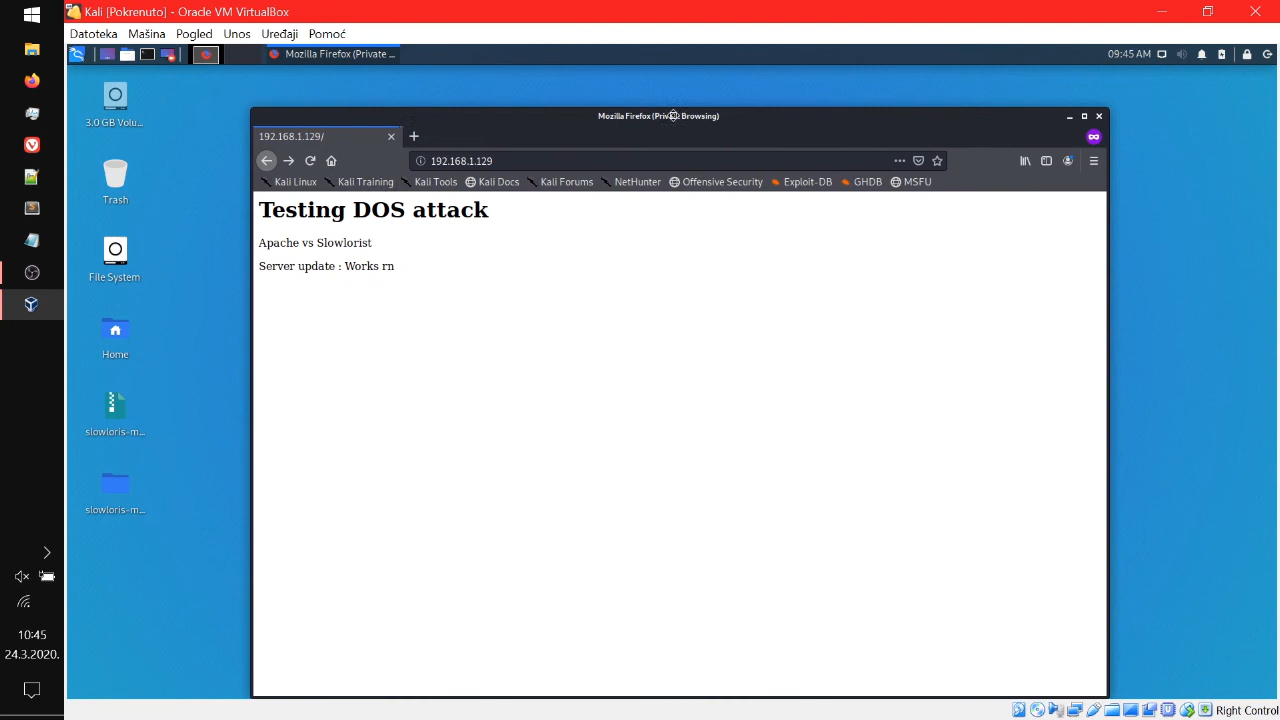 Kali [Pokrenuto] - Oracle VM VirtualBox
Datoteka Mašina Pogled Unos Uređaji Pomoć
Mozilla Firefox (Private ...
09:45 AM
3.0 GB Volu...
Trash
File System
Home
slowloris-m...
slowloris-m...
Mozilla Firefox (Private Browsing)
192.168.1.129/
192.168.1.129
Kali Linux Kali Training Kali Tools Kali Docs Kali Forums NetHunter Offensive Security Exploit-DB GHDB MSFU
Testing DOS attack
Apache vs Slowlorist
Server update : Works rn
10:45
24.3.2020.
Right Control